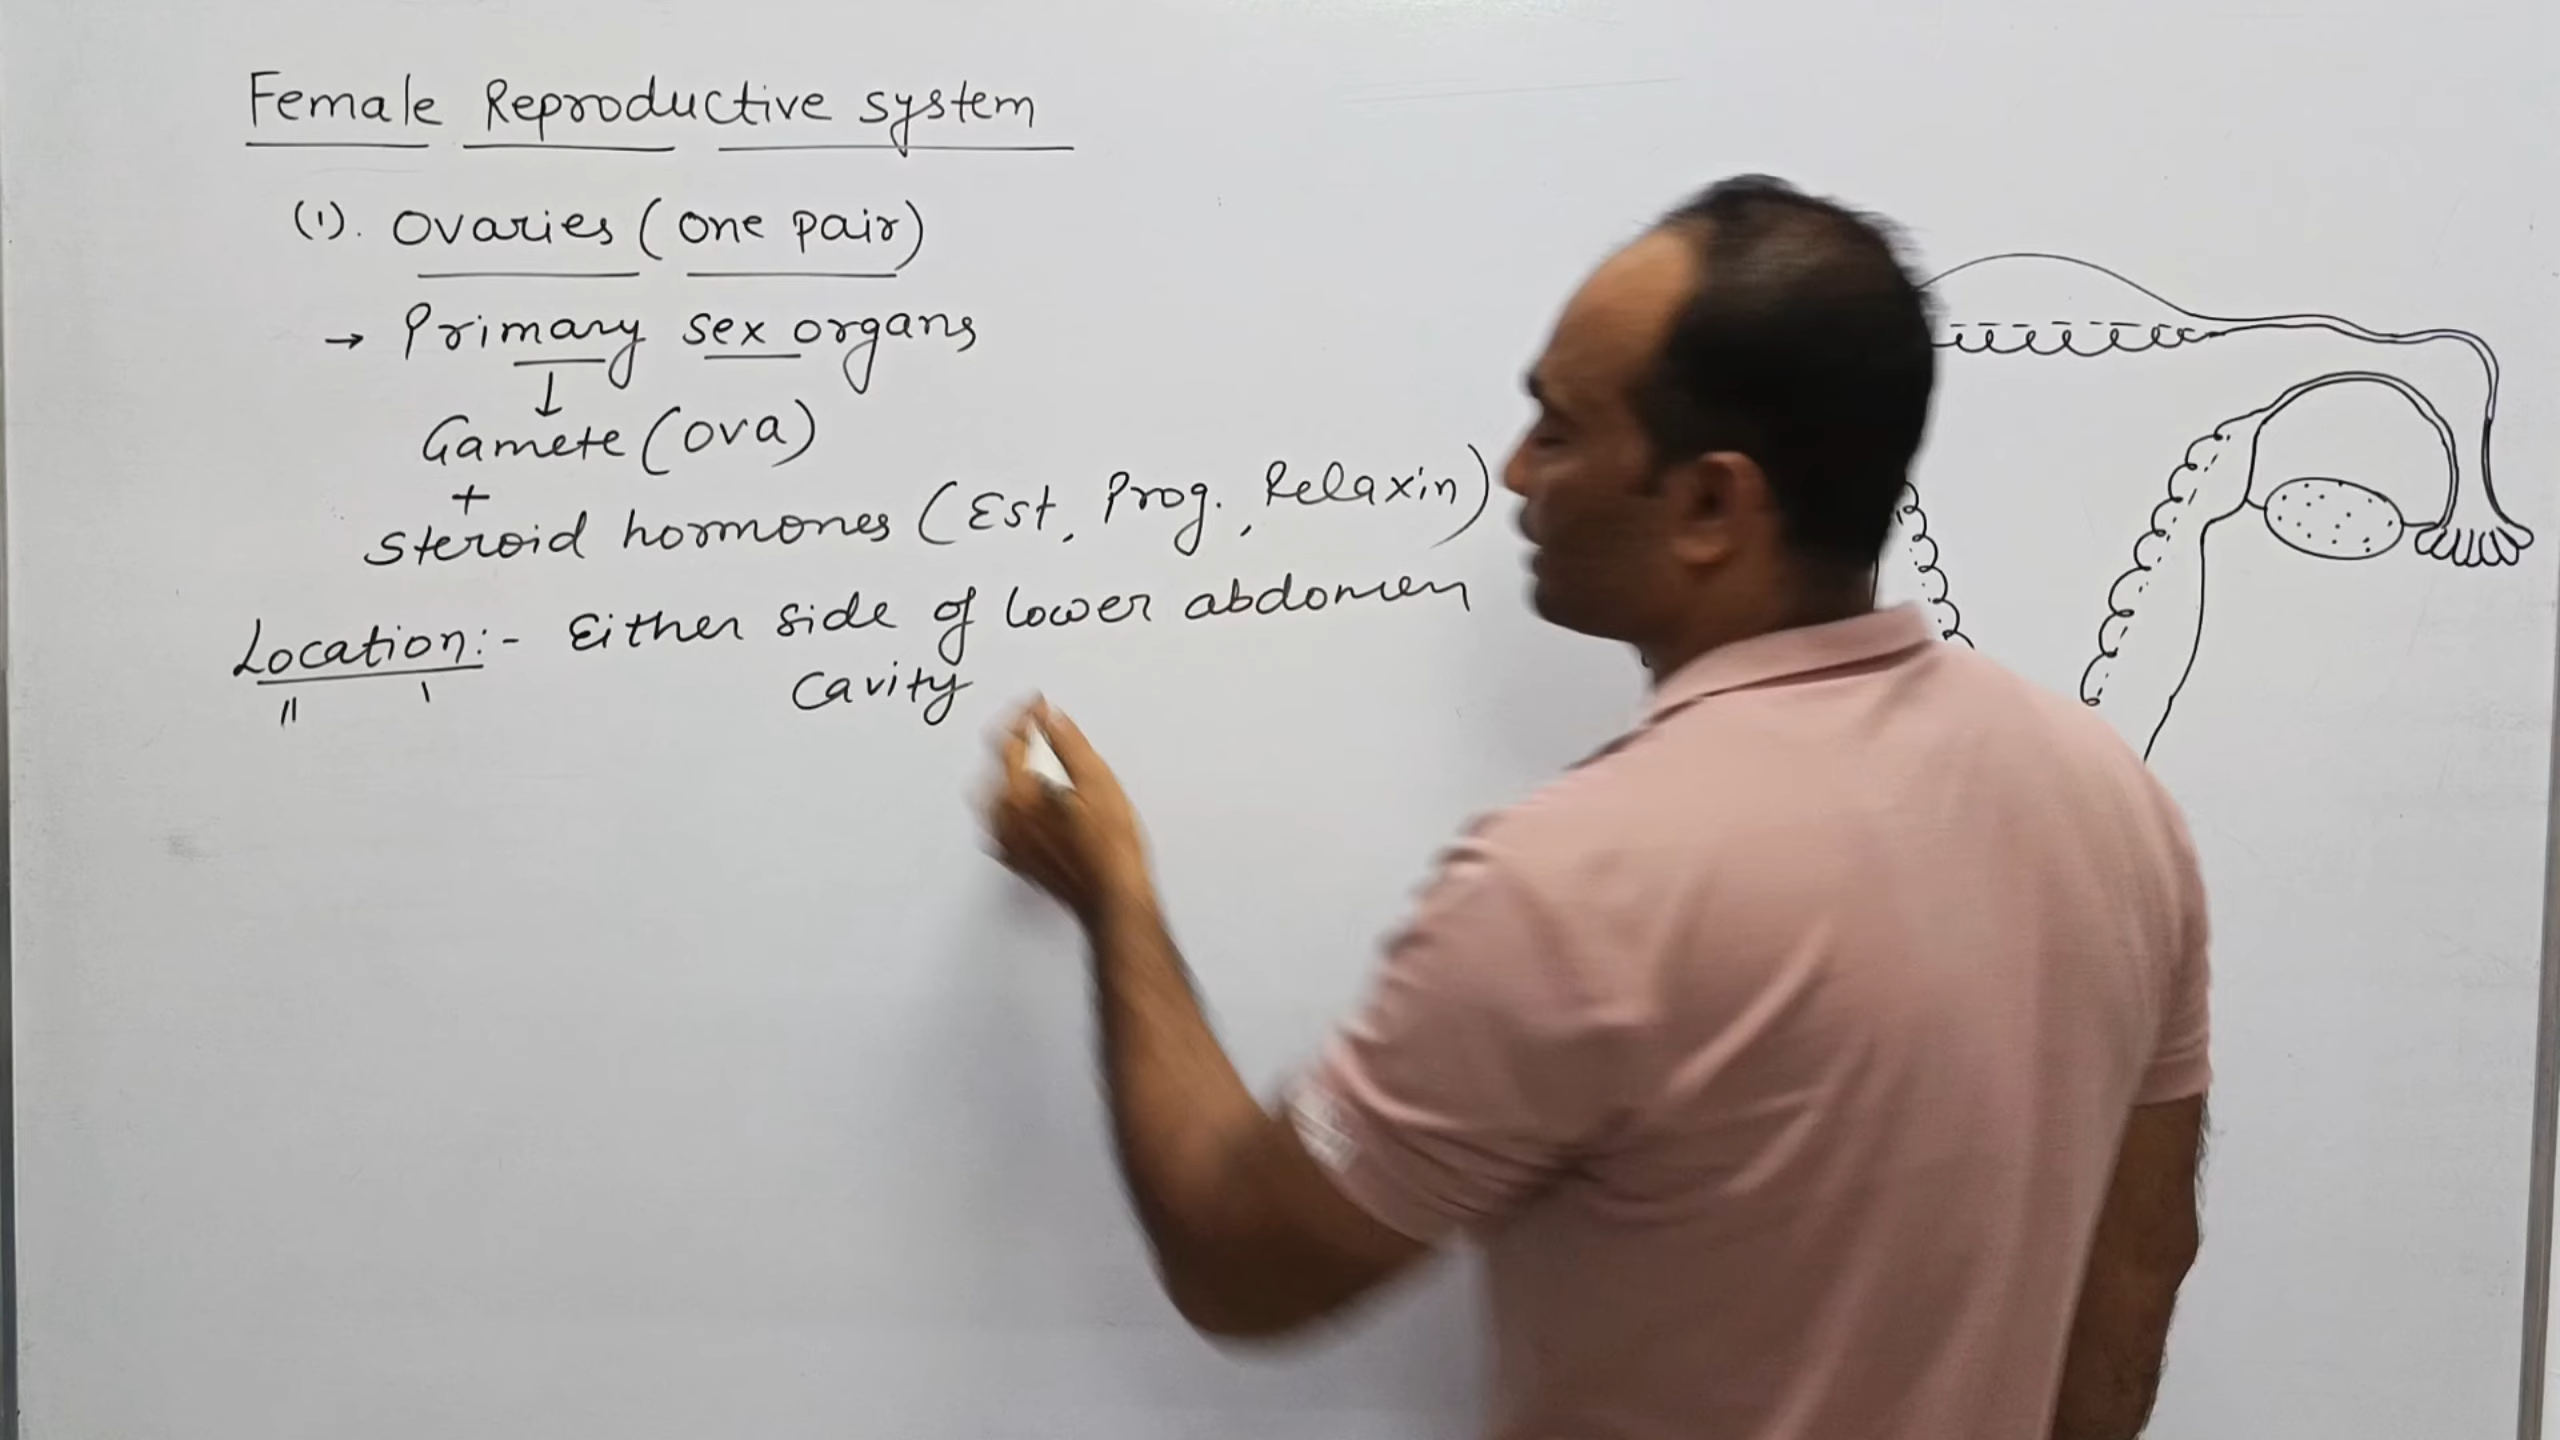 Female Reproductive system
(1). Ovaries (One pair)
→ Primary sex organs
↓
Gamete (Ova)
+
Steroid hormones (Est, Prog., Relaxin)
Location:- Either side of lower abdomen
cavity